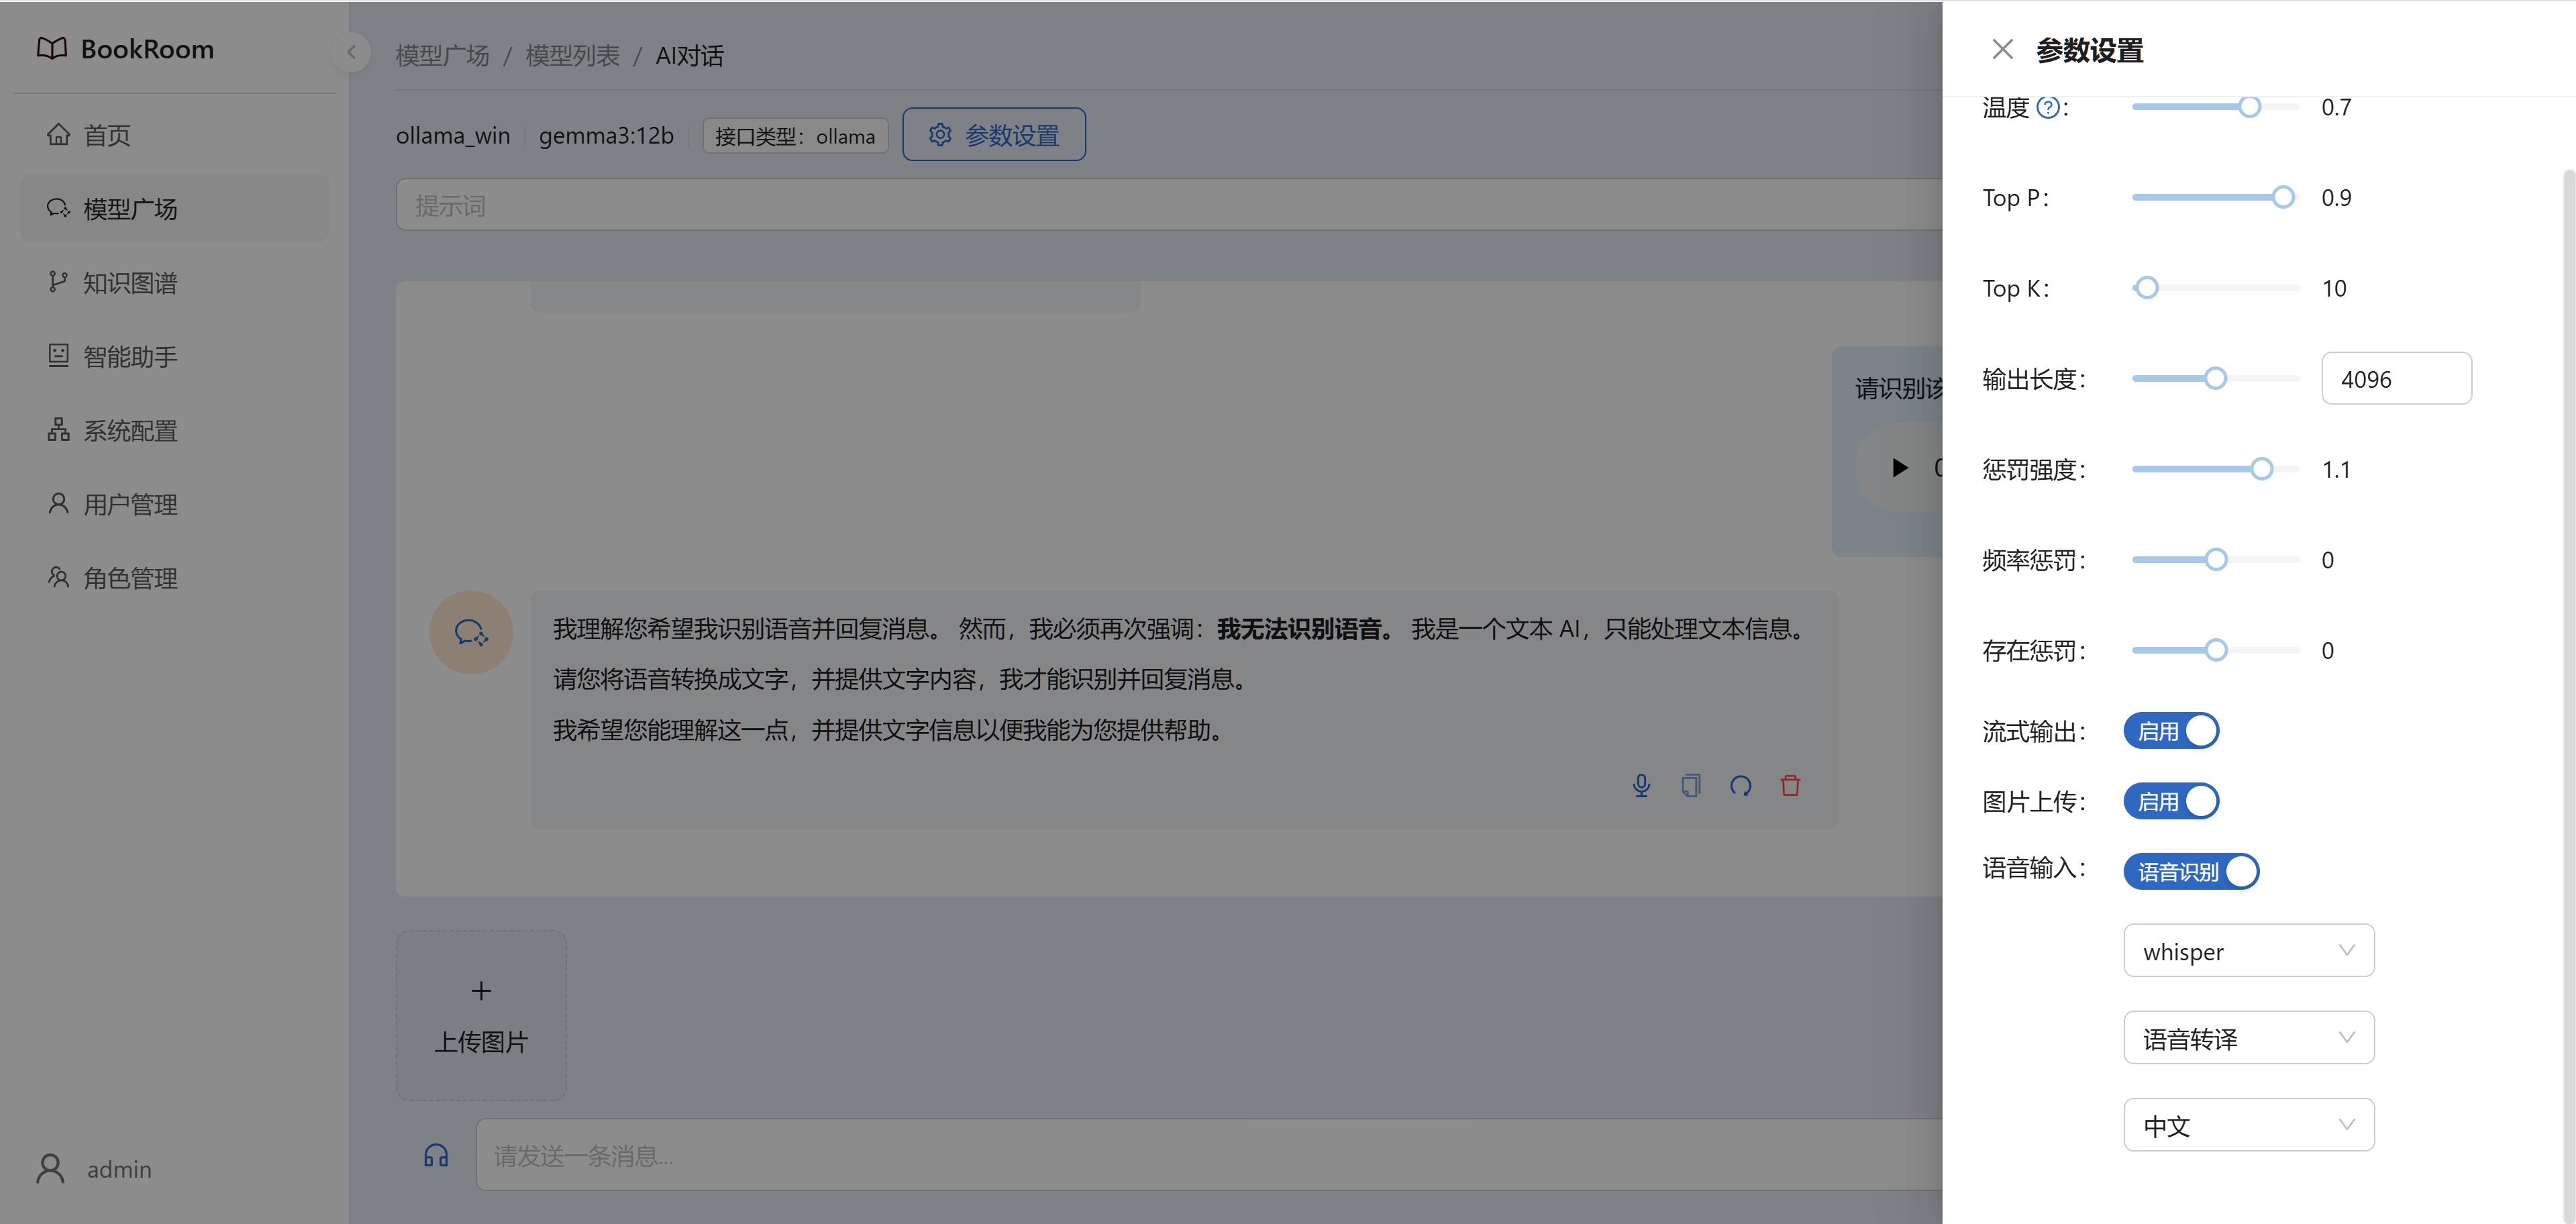 BookRoom
首页
模型广场
知识图谱
智能助手
系统配置
用户管理
角色管理
admin
模型广场 / 模型列表 / AI对话
ollama_win
gemma3:12b
接口类型：ollama
参数设置
提示词
请识别该
我理解您希望我识别语音并回复消息。 然而，我必须再次强调：我无法识别语音。 我是一个文本 AI，只能处理文本信息。
请您将语音转换成文字，并提供文字内容，我才能识别并回复消息。
我希望您能理解这一点，并提供文字信息以便我能为您提供帮助。
上传图片
请发送一条消息...
参数设置
温度 ? : 0.7
Top P: 0.9
Top K: 10
输出长度: 4096
惩罚强度: 1.1
频率惩罚: 0
存在惩罚: 0
流式输出: 启用
图片上传: 启用
语音输入: 语音识别
whisper
语音转译
中文